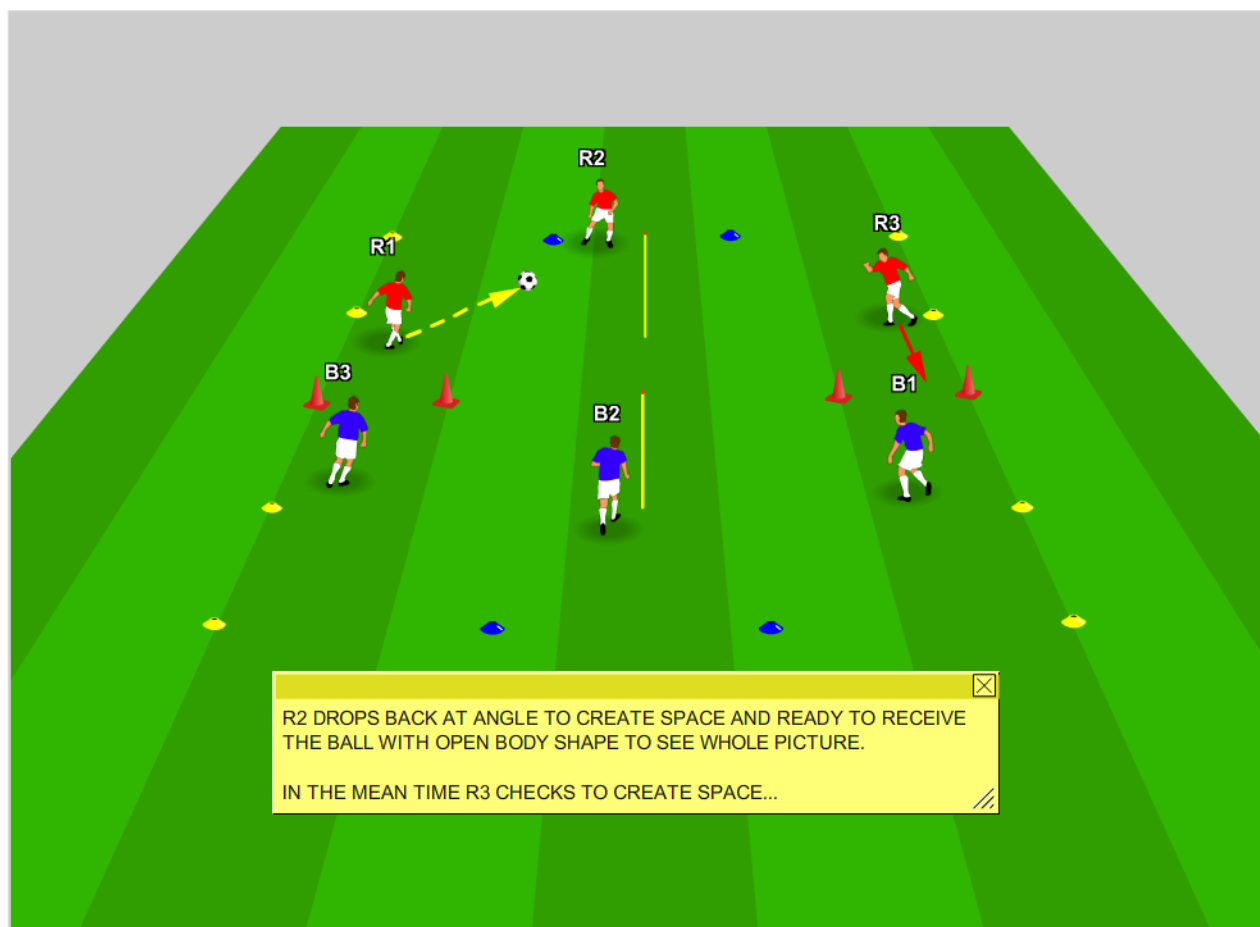 R2
R3
R1
B3
B1
B2
R2 DROPS BACK AT ANGLE TO CREATE SPACE AND READY TO RECEIVE
THE BALL WITH OPEN BODY SHAPE TO SEE WHOLE PICTURE.
IN THE MEAN TIME R3 CHECKS TO CREATE SPACE...